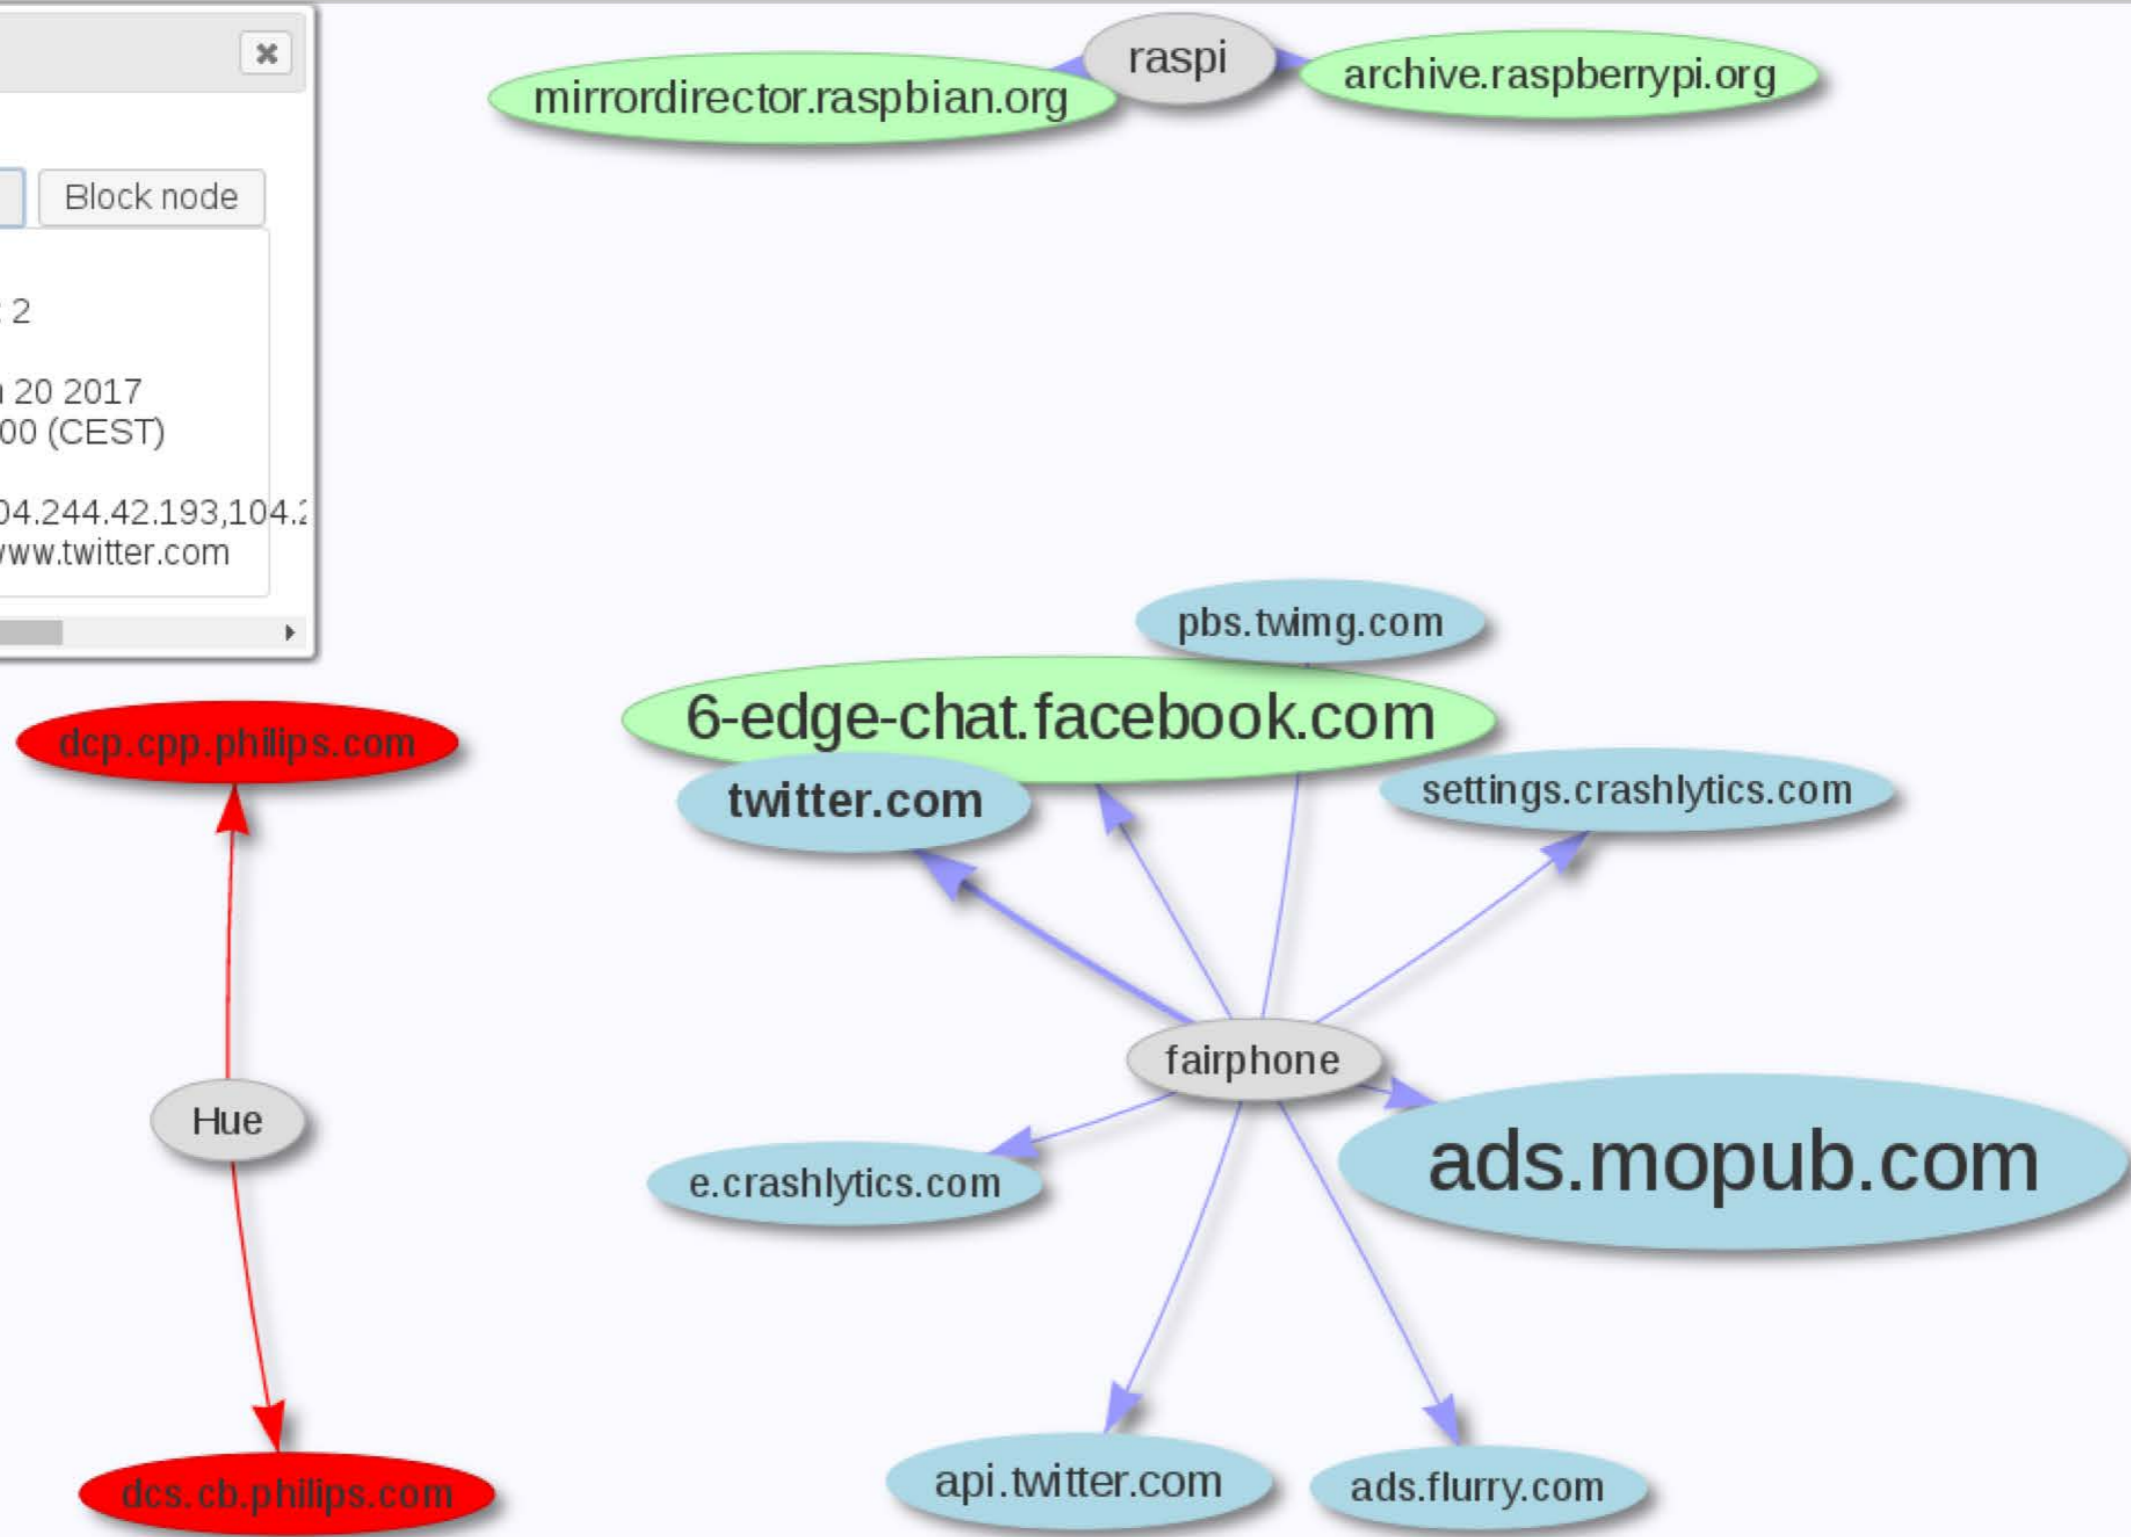 Block node
: 2
20 2017
00 (CEST)
04.244.42.193,104.2
www.twitter.com
raspi
mirrordirector.raspbian.org
archive.raspberrypi.org
pbs.twimg.com
6-edge-chat.facebook.com
twitter.com
settings.crashlytics.com
dcp.cpp.philips.com
fairphone
Hue
ads.mopub.com
e.crashlytics.com
api.twitter.com
ads.flurry.com
dcs.cb.philips.com